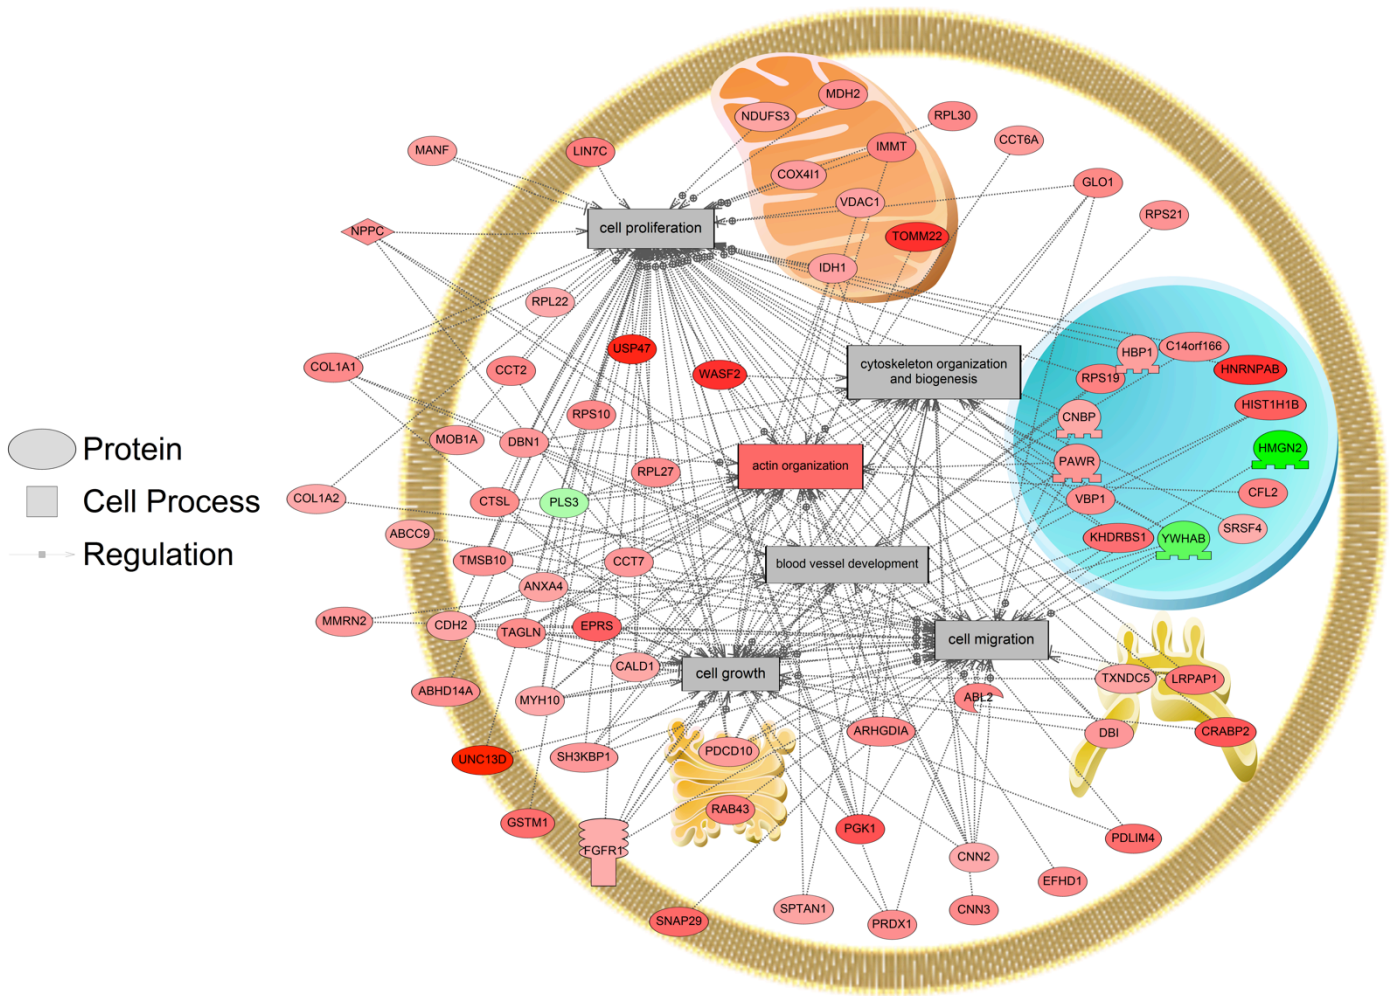 MDH2
NDUFS3
RPL30
CCT6A
MANF
LIN7C
IMMT
COX4I1
GLO1
VDAC1
RPS21
NPPC
cell proliferation
TOMM22
IDH1
RPL22
USP47
WASF2
cytoskeleton organization
and biogenesis
HBP1
C14orf166
COL1A1
CCT2
RPS19
HNRNPAB
HIST1H1B
RPS10
CNBP
MOB1A
DBN1
HMGN2
Protein
RPL27
actin organization
PAWR
COL1A2
CTSL
PLS3
VBP1
CFL2
Cell Process
ABCC9
SRSF4
KHDRBS1
YWHAB
Regulation
TMSB10
CCT7
blood vessel development
ANXA4
MMRN2
CDH2
TAGLN
EPRS
cell migration
CALD1
cell growth
TXNDC5
LRPAP1
ABHD14A
MYH10
ABL2
ARHGDIA
DBI
CRABP2
UNC13D
SH3KBP1
PDCD10
RAB43
GSTM1
PGK1
PDLIM4
FGFR1
CNN2
EFHD1
SPTAN1
CNN3
SNAP29
PRDX1